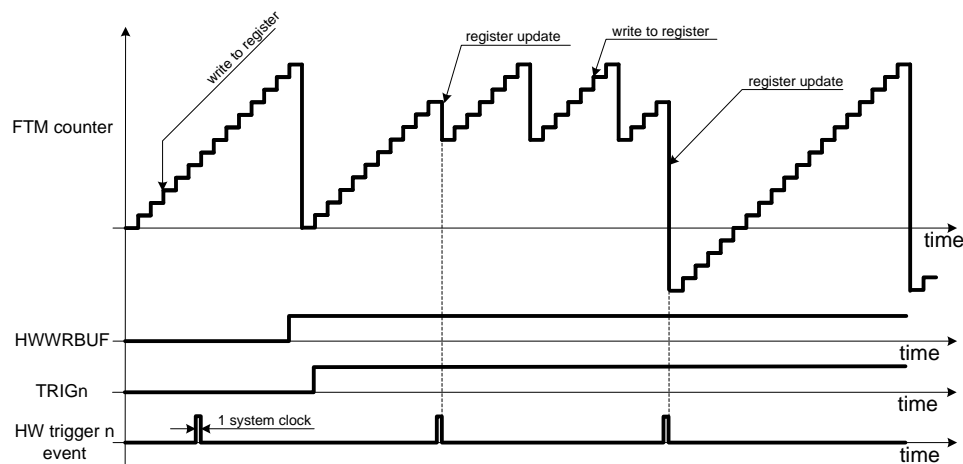 write to register
register update
write to register
register update
FTM counter
time
HWWRBUF
time
TRIGn
time
1 system clock
HW trigger n
event
time